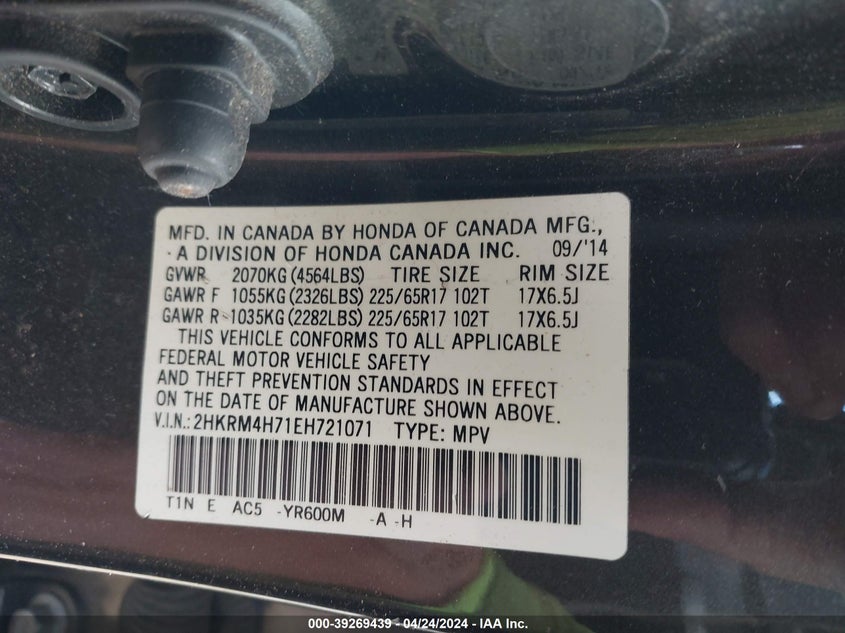 MFD. IN CANADA BY HONDA OF CANADA MFG.,
A DIVISION OF HONDA CANADA INC. 09/'14
GVWR 2070KG (4564LBS) TIRE SIZE RIM SIZE
GAWR F 1055KG (2326LBS) 225/65R17 102T 17X6.5J
GAWR R 1035KG (2282LBS) 225/65R17 102T 17X6.5J
THIS VEHICLE CONFORMS TO ALL APPLICABLE
FEDERAL MOTOR VEHICLE SAFETY
AND THEFT PREVENTION STANDARDS IN EFFECT
ON THE DATE OF MANUFACTURE SHOWN ABOVE.
V.I.N.: 2HKRM4H71EH721071 TYPE: MPV
T1N E AC5 -YR600M -A -H
000-39269439 - 04/24/2024 - IAA Inc.